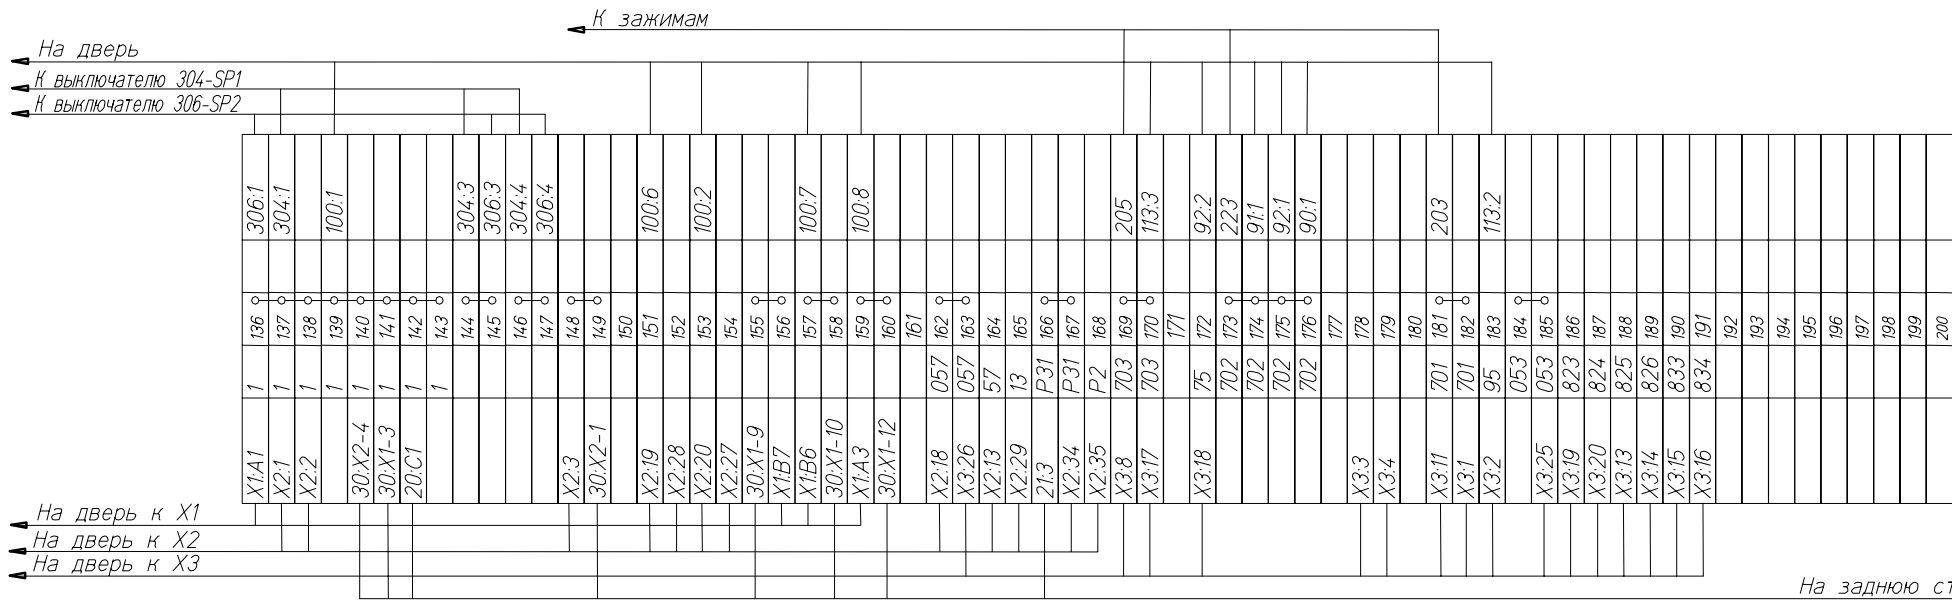 К зажимам
На дверь
К выключателю 304-SP1
К выключателю 306-SP2
306:1 304:1 100:1 304:3 306:3 304:4 306:4 100:6 100:2 100:7 100:8 205 113:3 92:2 223 91:1 92:1 90:1 203 113:2
136 137 138 139 140 141 142 143 144 145 146 147 148 149 150 151 152 153 154 155 156 157 158 159 160 161 162 163 164 165 166 167 168 169 170 171 172 173 174 175 176 177 178 179 180 181 182 183 184 185 186 187 188 189 190 191 192 193 194 195 196 197 198 199 200
1 1 1 1 1 1 1 1 057 057 57 13 P31 P31 P2 703 703 75 702 702 702 702 701 701 95 053 053 823 824 825 826 833 834
X1:A1 X2:1 X2:2 30:X2-4 30:X1-3 20:C1 X2:3 30:X2-1 X2:19 X2:28 X2:20 X2:27 30:X1-9 X1:B7 X1:B6 30:X1-10 X1:A3 30:X1-12 X2:18 X3:26 X2:13 X2:29 21:3 X2:34 X2:35 X3:8 X3:17 X3:18 X3:3 X3:4 X3:11 X3:1 X3:2 X3:25 X3:19 X3:20 X3:13 X3:14 X3:15 X3:16
На дверь к X1
На дверь к X2
На дверь к X3
На заднюю ст